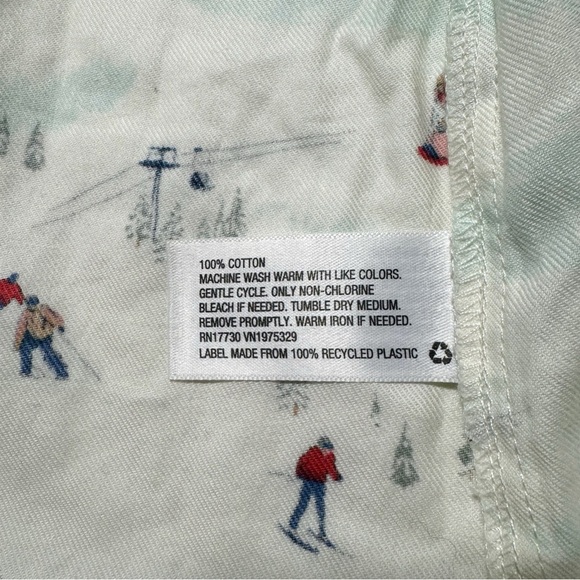 100% COTTON
MACHINE WASH WARM WITH LIKE COLORS.
GENTLE CYCLE. ONLY NON-CHLORINE
BLEACH IF NEEDED. TUMBLE DRY MEDIUM.
REMOVE PROMPTLY. WARM IRON IF NEEDED.
RN17730 VN1975329
LABEL MADE FROM 100% RECYCLED PLASTIC